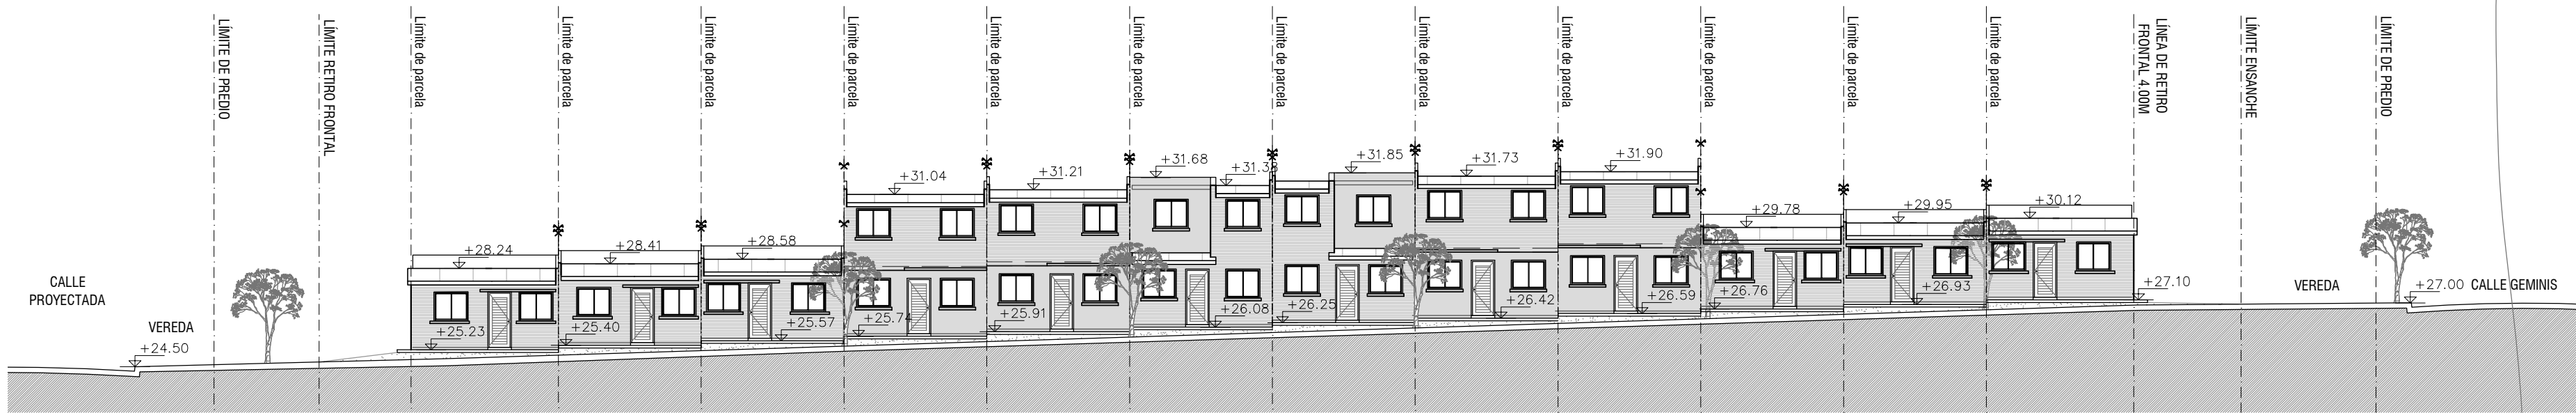 LÍMITE DE PREDIO
LÍMITE RETIRO FRONTAL
Límite de parcela
Límite de parcela
Límite de parcela
Límite de parcela
Límite de parcela
Límite de parcela
Límite de parcela
Límite de parcela
Límite de parcela
Límite de parcela
Límite de parcela
Límite de parcela
LÍNEA DE RETIRO
FRONTAL 4.00M
LÍMITE ENSANCHE
LÍMITE DE PREDIO
+28.24
+28.41
+28.58
+31.04
+31.21
+31.68
+31.38
+31.85
+31.73
+31.90
+29.78
+29.95
+30.12
CALLE
PROYECTADA
VEREDA
+24.50
+25.23
+25.40
+25.57
+25.74
+25.91
+26.08
+26.25
+26.42
+26.59
+26.76
+26.93
+27.10
VEREDA
+27.00 CALLE GEMINIS